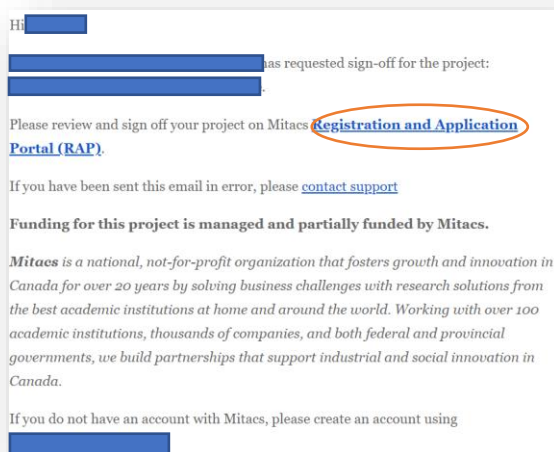 Hi
has requested sign-off for the project:
.
Please review and sign off your project on Mitacs Registration and Application
Portal (RAP).
If you have been sent this email in error, please contact support
Funding for this project is managed and partially funded by Mitacs.
Mitacs is a national, not-for-profit organization that fosters growth and innovation in
Canada for over 20 years by solving business challenges with research solutions from
the best academic institutions at home and around the world. Working with over 100
academic institutions, thousands of companies, and both federal and provincial
governments, we build partnerships that support industrial and social innovation in
Canada.
If you do not have an account with Mitacs, please create an account using